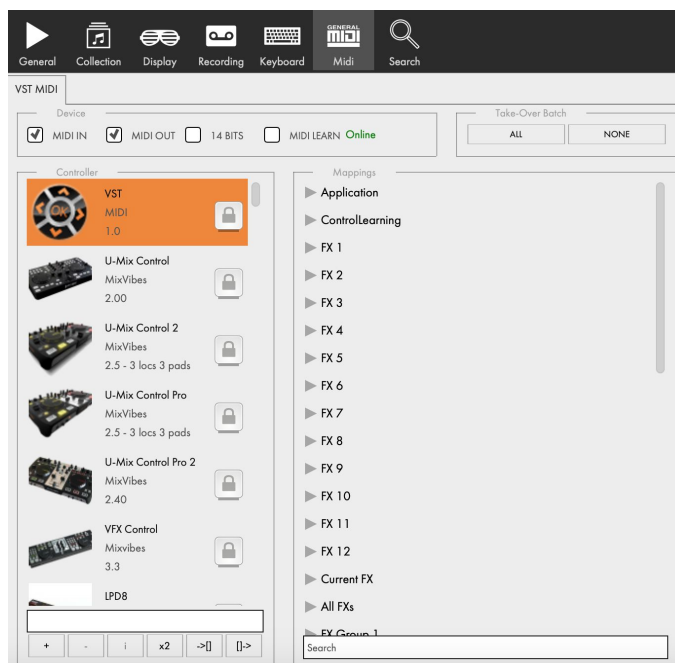 GENERAL
MIDI
General
Collection
Display
Recording
Keyboard
Midi
Search
VST MIDI
Device
MIDI IN
MIDI OUT
14 BITS
MIDI LEARN Online
Take-Over Batch
ALL
NONE
Controller
VST
MIDI
1.0
U-Mix Control
MixVibes
2.00
U-Mix Control 2
MixVibes
2.5 - 3 locs 3 pads
U-Mix Control Pro
MixVibes
2.5 - 3 locs 3 pads
U-Mix Control Pro 2
MixVibes
2.40
VFX Control
Mixvibes
3.3
LPD8
+
-
i
x2
->[]
[]->
Mappings
Application
ControlLearning
FX 1
FX 2
FX 3
FX 4
FX 5
FX 6
FX 7
FX 8
FX 9
FX 10
FX 11
FX 12
Current FX
All FXs
FX Group 1
Search